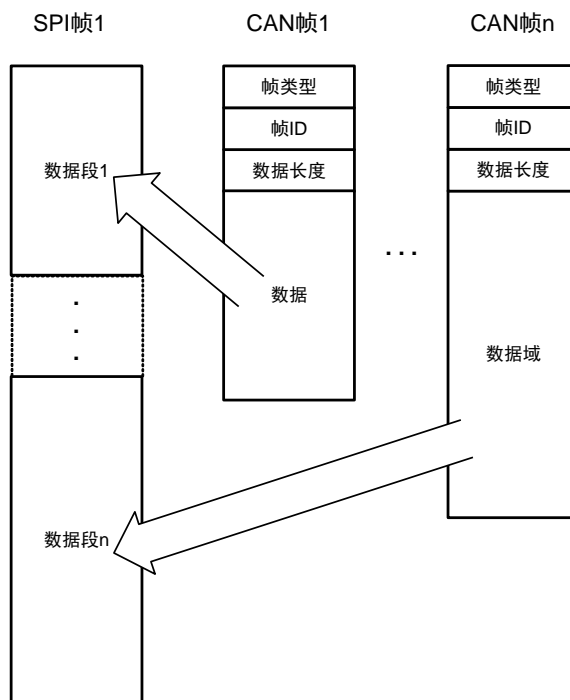 SPI帧1
CAN帧1
CAN帧n
帧类型
帧类型
帧ID
帧ID
数据段1
数据长度
数据长度
...
数据
数据域
数据段n